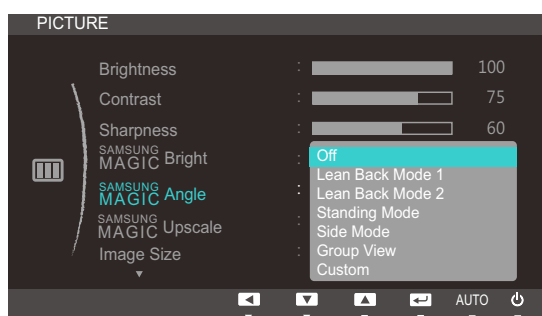 PICTURE
Brightness : 100
Contrast : 75
Sharpness : 60
SAMSUNG MAGIC Bright :
SAMSUNG MAGIC Angle :
SAMSUNG MAGIC Upscale :
Image Size :
Off
Lean Back Mode 1
Lean Back Mode 2
Standing Mode
Side Mode
Group View
Custom
AUTO